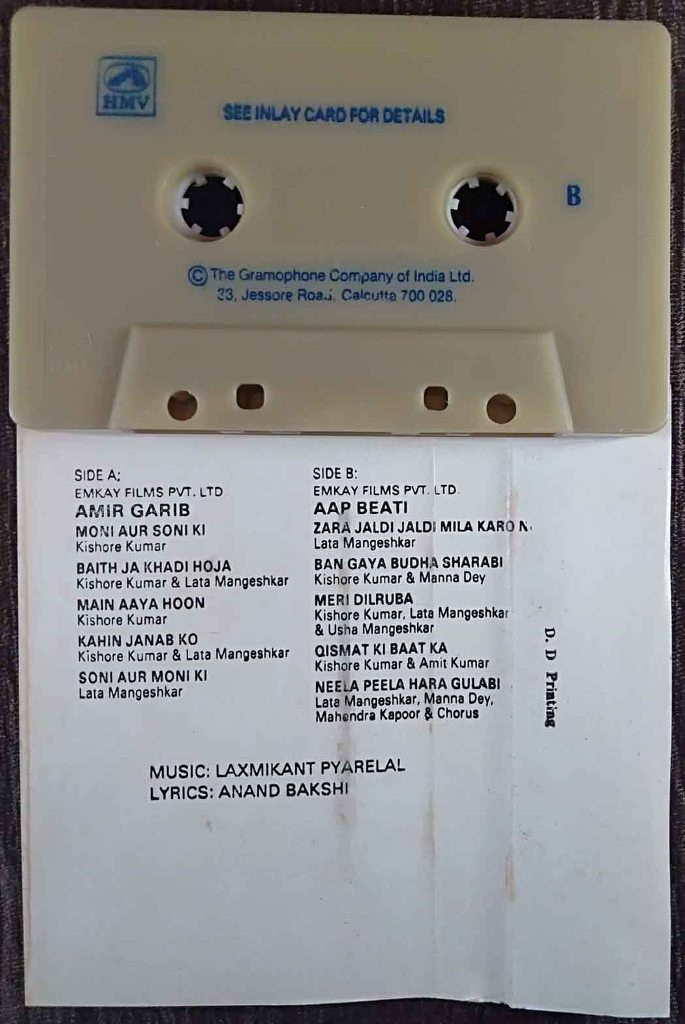 HMV
SEE INLAY CARD FOR DETAILS
B
© The Gramophone Company of India Ltd.
33, Jessore Road, Calcutta 700 028.
SIDE A:
EMKAY FILMS PVT. LTD
AMIR GARIB
MONI AUR SONI KI
Kishore Kumar
BAITH JA KHADI HOJA
Kishore Kumar & Lata Mangeshkar
MAIN AAYA HOON
Kishore Kumar
KAHIN JANAB KO
Kishore Kumar & Lata Mangeshkar
SONI AUR MONI KI
Lata Mangeshkar
SIDE B:
EMKAY FILMS PVT. LTD.
AAP BEATI
ZARA JALDI JALDI MILA KARO
Lata Mangeshkar
BAN GAYA BUDHA SHARABI
Kishore Kumar & Manna Dey
MERI DILRUBA
Kishore Kumar, Lata Mangeshkar
& Usha Mangeshkar
QISMAT KI BAAT KA
Kishore Kumar & Amit Kumar
NEELA PEELA HARA GULABI
Lata Mangeshkar, Manna Dey,
Mahendra Kapoor & Chorus
D. D Printing
MUSIC: LAXMIKANT PYARELAL
LYRICS: ANAND BAKSHI